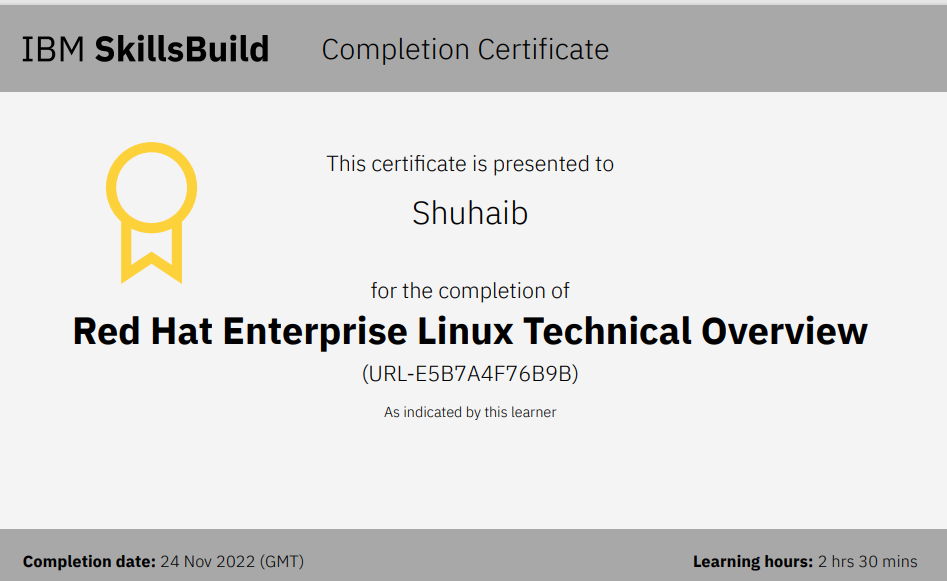 IBM SkillsBuild Completion Certificate
This certificate is presented to
Shuhaib
for the completion of
Red Hat Enterprise Linux Technical Overview
(URL-E5B7A4F76B9B)
As indicated by this learner
Completion date: 24 Nov 2022 (GMT) Learning hours: 2 hrs 30 mins